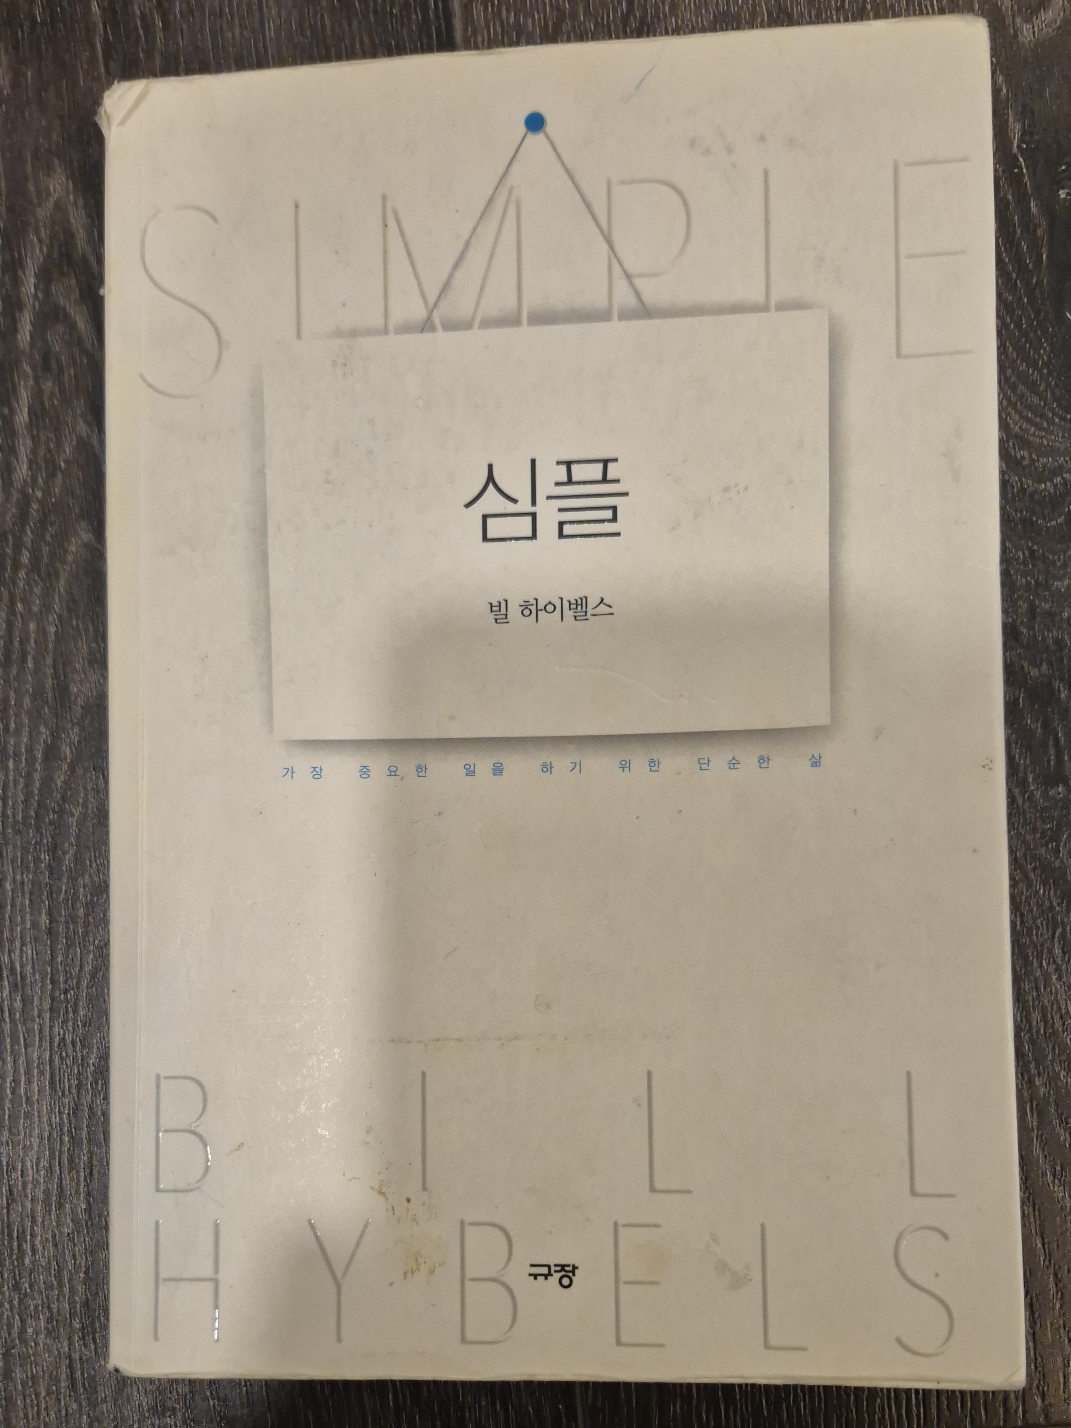 SIMPLE
심플
빌 하이벨스
가장 중요한 일을 하기 위한 단순한 삶
BILL
HYBELS
규장